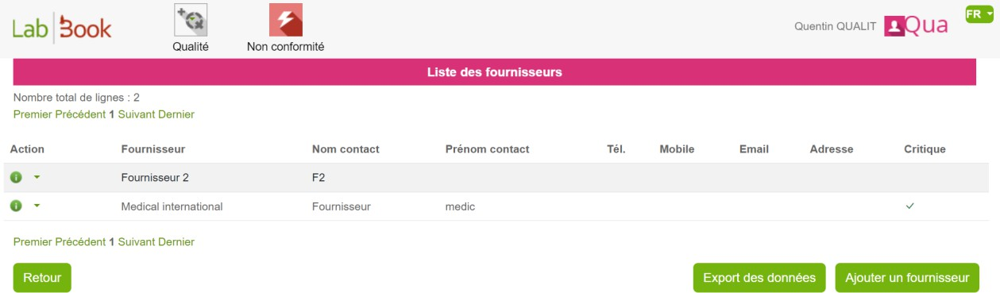 Lab Book
Qualité
Non conformité
Quentin QUALIT Qua
FR
Liste des fournisseurs
Nombre total de lignes : 2
Premier Précédent 1 Suivant Dernier
Action Fournisseur Nom contact Prénom contact Tél. Mobile Email Adresse Critique
Fournisseur 2 F2
Medical international Fournisseur medic
Premier Précédent 1 Suivant Dernier
Retour Export des données Ajouter un fournisseur